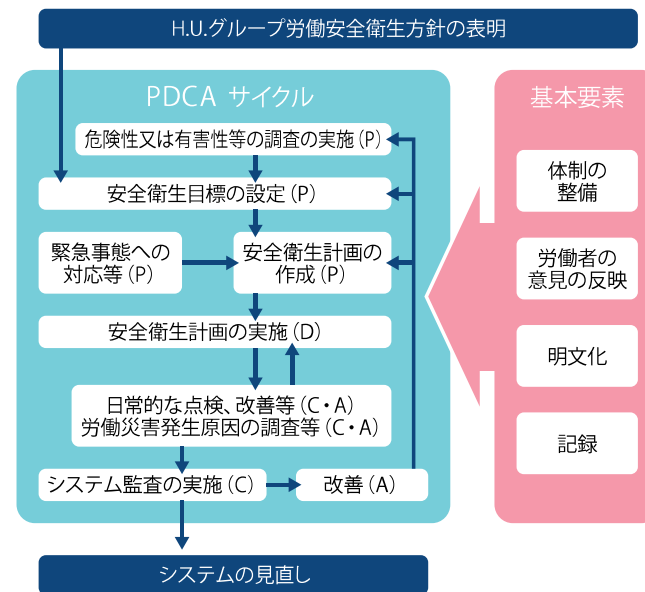 H.U.グループ労働安全衛生方針の表明
PDCA サイクル
危険性又は有害性等の調査の実施(P)
安全衛生目標の設定(P)
緊急事態への
対応等(P)
安全衛生計画の
作成(P)
安全衛生計画の実施(D)
日常的な点検、改善等(C・A)
労働災害発生原因の調査等(C・A)
システム監査の実施(C)
改善(A)
システムの見直し
基本要素
体制の
整備
労働者の
意見の反映
明文化
記録